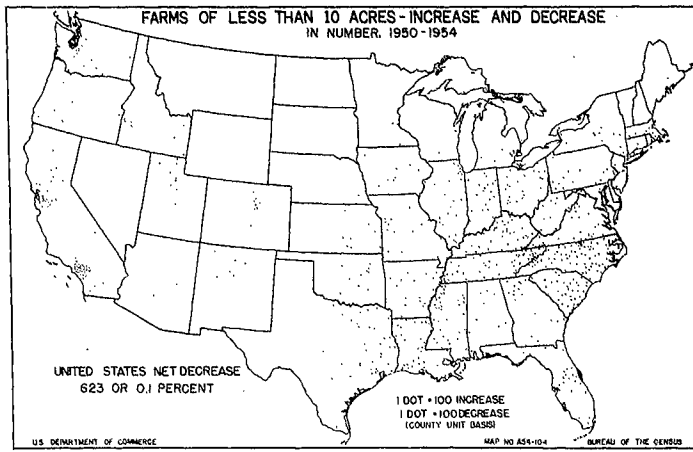 FARMS OF LESS THAN 10 ACRES-INCREASE AND DECREASE
IN NUMBER, 1950-1954
UNITED STATES NET DECREASE
623 OR 0.1 PERCENT
1 DOT = 100 INCREASE
1 DOT = 100 DECREASE
(COUNTY UNIT BASIS)
U.S. DEPARTMENT OF COMMERCE
MAP NO. A54-104
BUREAU OF THE CENSUS